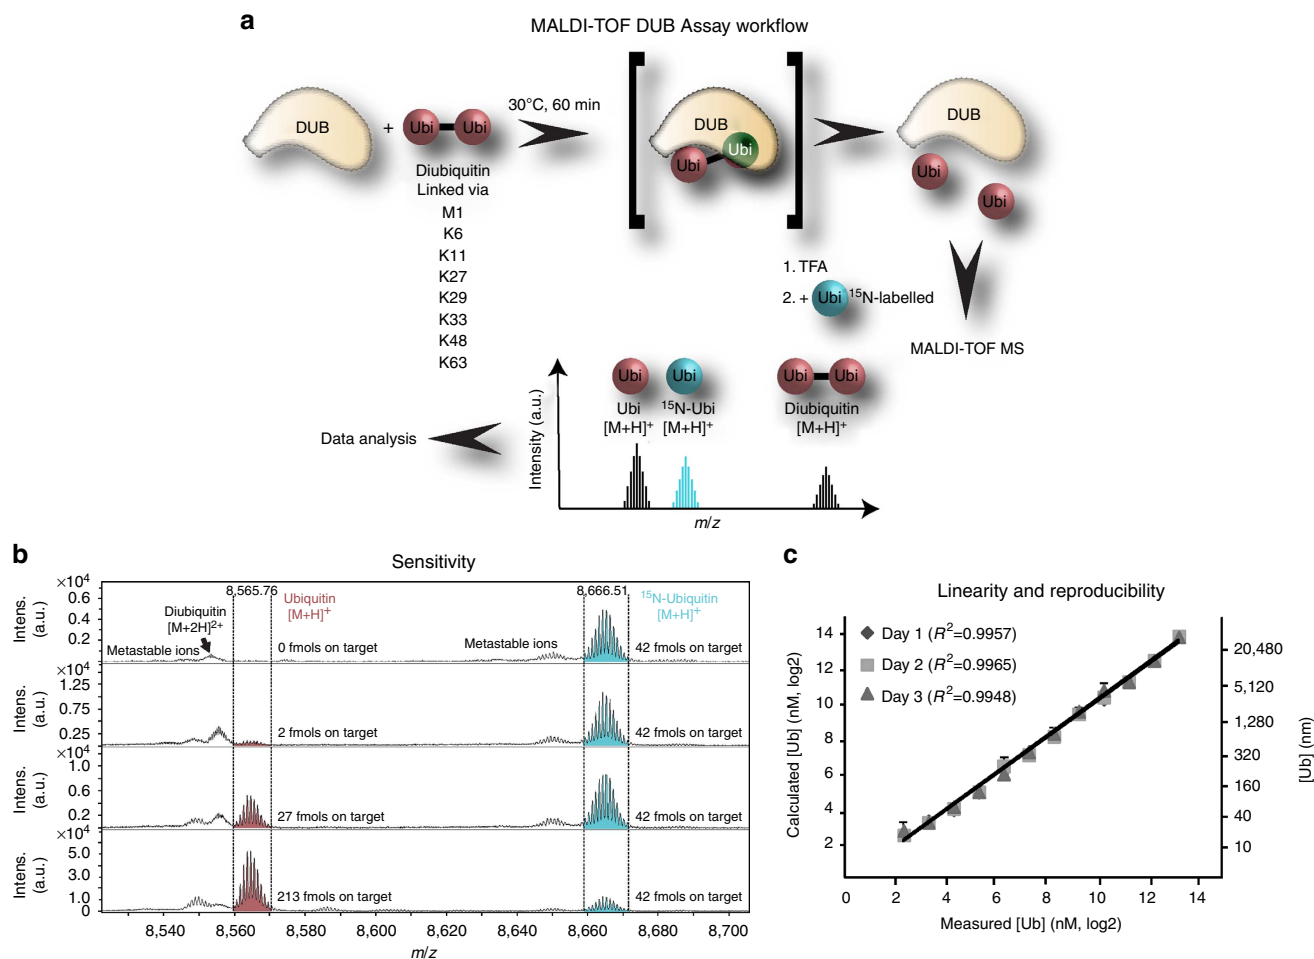 a
MALDI-TOF DUB Assay workflow
DUB
+
Ubi
Ubi
30°C, 60 min
DUB
Ubi
Ubi
DUB
Ubi
Ubi
Diubiquitin
Linked via
M1
K6
K11
K27
K29
K33
K48
K63
1. TFA
2. + Ubi 15N-labelled
MALDI-TOF MS
Data analysis
Intensity (a.u.)
Ubi
Ubi
[M+H]+
Ubi
15N-Ubi
[M+H]+
Ubi
Ubi
Diubiquitin
[M+H]+
m/z
b
Sensitivity
×10⁴
Intens.
(a.u.)
0.6
0.4
0.2
Diubiquitin
[M+2H]2+
Metastable ions
8,565.76
Ubiquitin
[M+H]+
0 fmols on target
Metastable ions
8,666.51
15N-Ubiquitin
[M+H]+
42 fmols on target
×10⁴
Intens.
(a.u.)
1.25
0.75
0.25
2 fmols on target
42 fmols on target
×10⁴
Intens.
(a.u.)
1.0
0.6
0.2
27 fmols on target
42 fmols on target
×10⁴
Intens.
(a.u.)
5.0
3.0
1.0
0
213 fmols on target
42 fmols on target
8,540
8,560
8,580
8,600
8,620
8,640
8,660
8,680
8,700
m/z
c
Linearity and reproducibility
Calculated [Ub] (nM, log2)
14
12
10
8
6
4
2
Day 1 (R²=0.9957)
Day 2 (R²=0.9965)
Day 3 (R²=0.9948)
20,480
5,120
1,280
320
160
40
10
[Ub] (nm)
0
2
4
6
8
10
12
14
Measured [Ub] (nM, log2)